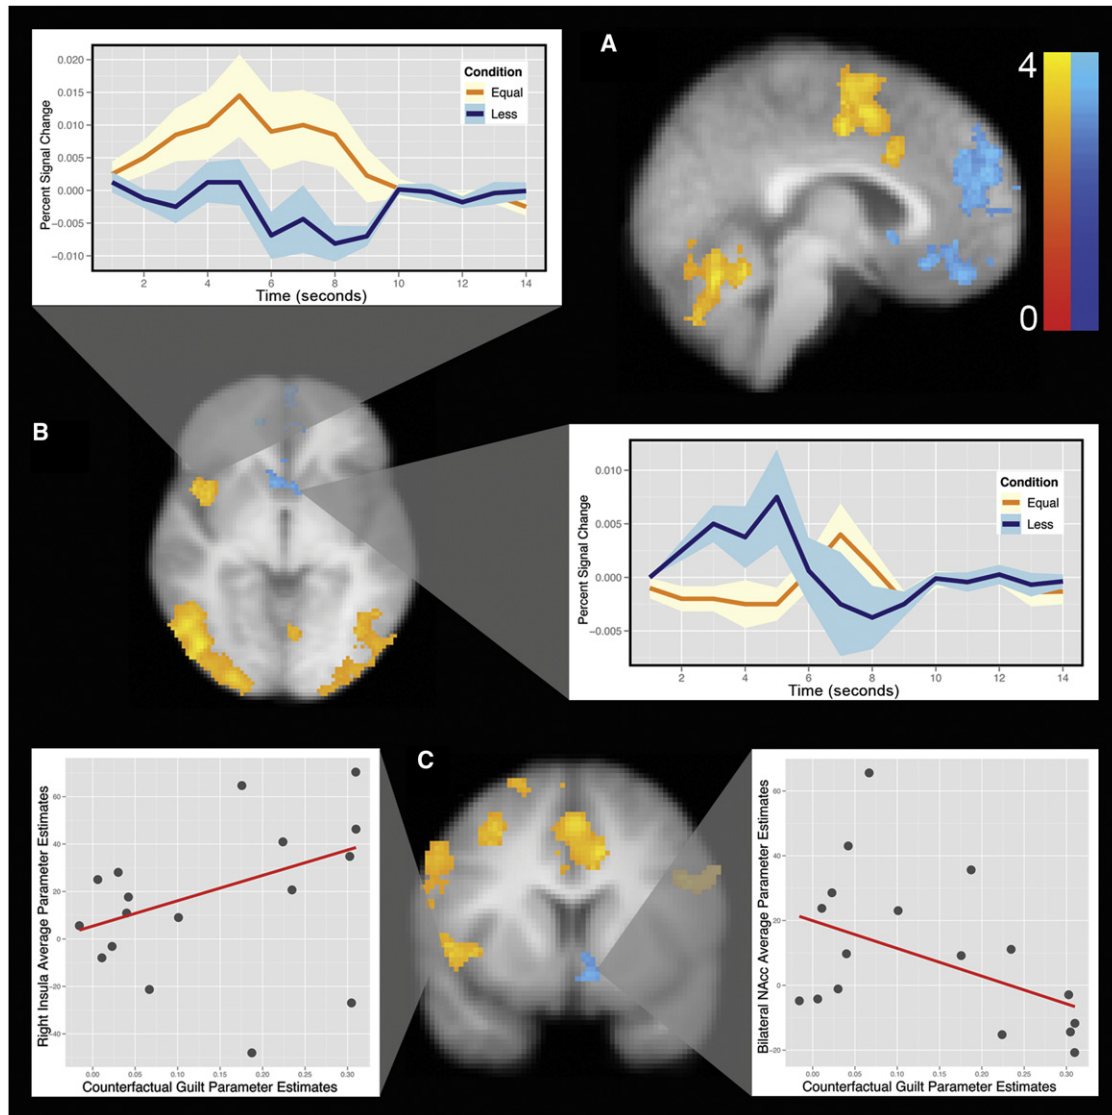 A
4
0
Percent Signal Change
0.020
0.015
0.010
0.005
0.000
−0.005
−0.010
Condition
Equal
Less
2 4 6 8 10 12 14
Time (seconds)
B
Percent Signal Change
0.010
0.005
0.000
−0.005
Condition
Equal
Less
2 4 6 8 10 12 14
Time (seconds)
C
Right Insula Average Parameter Estimates
60
40
20
0
−20
−40
0.00 0.05 0.10 0.15 0.20 0.25 0.30
Counterfactual Guilt Parameter Estimates
Bilateral NAcc Average Parameter Estimates
60
40
20
0
−20
0.00 0.05 0.10 0.15 0.20 0.25 0.30
Counterfactual Guilt Parameter Estimates